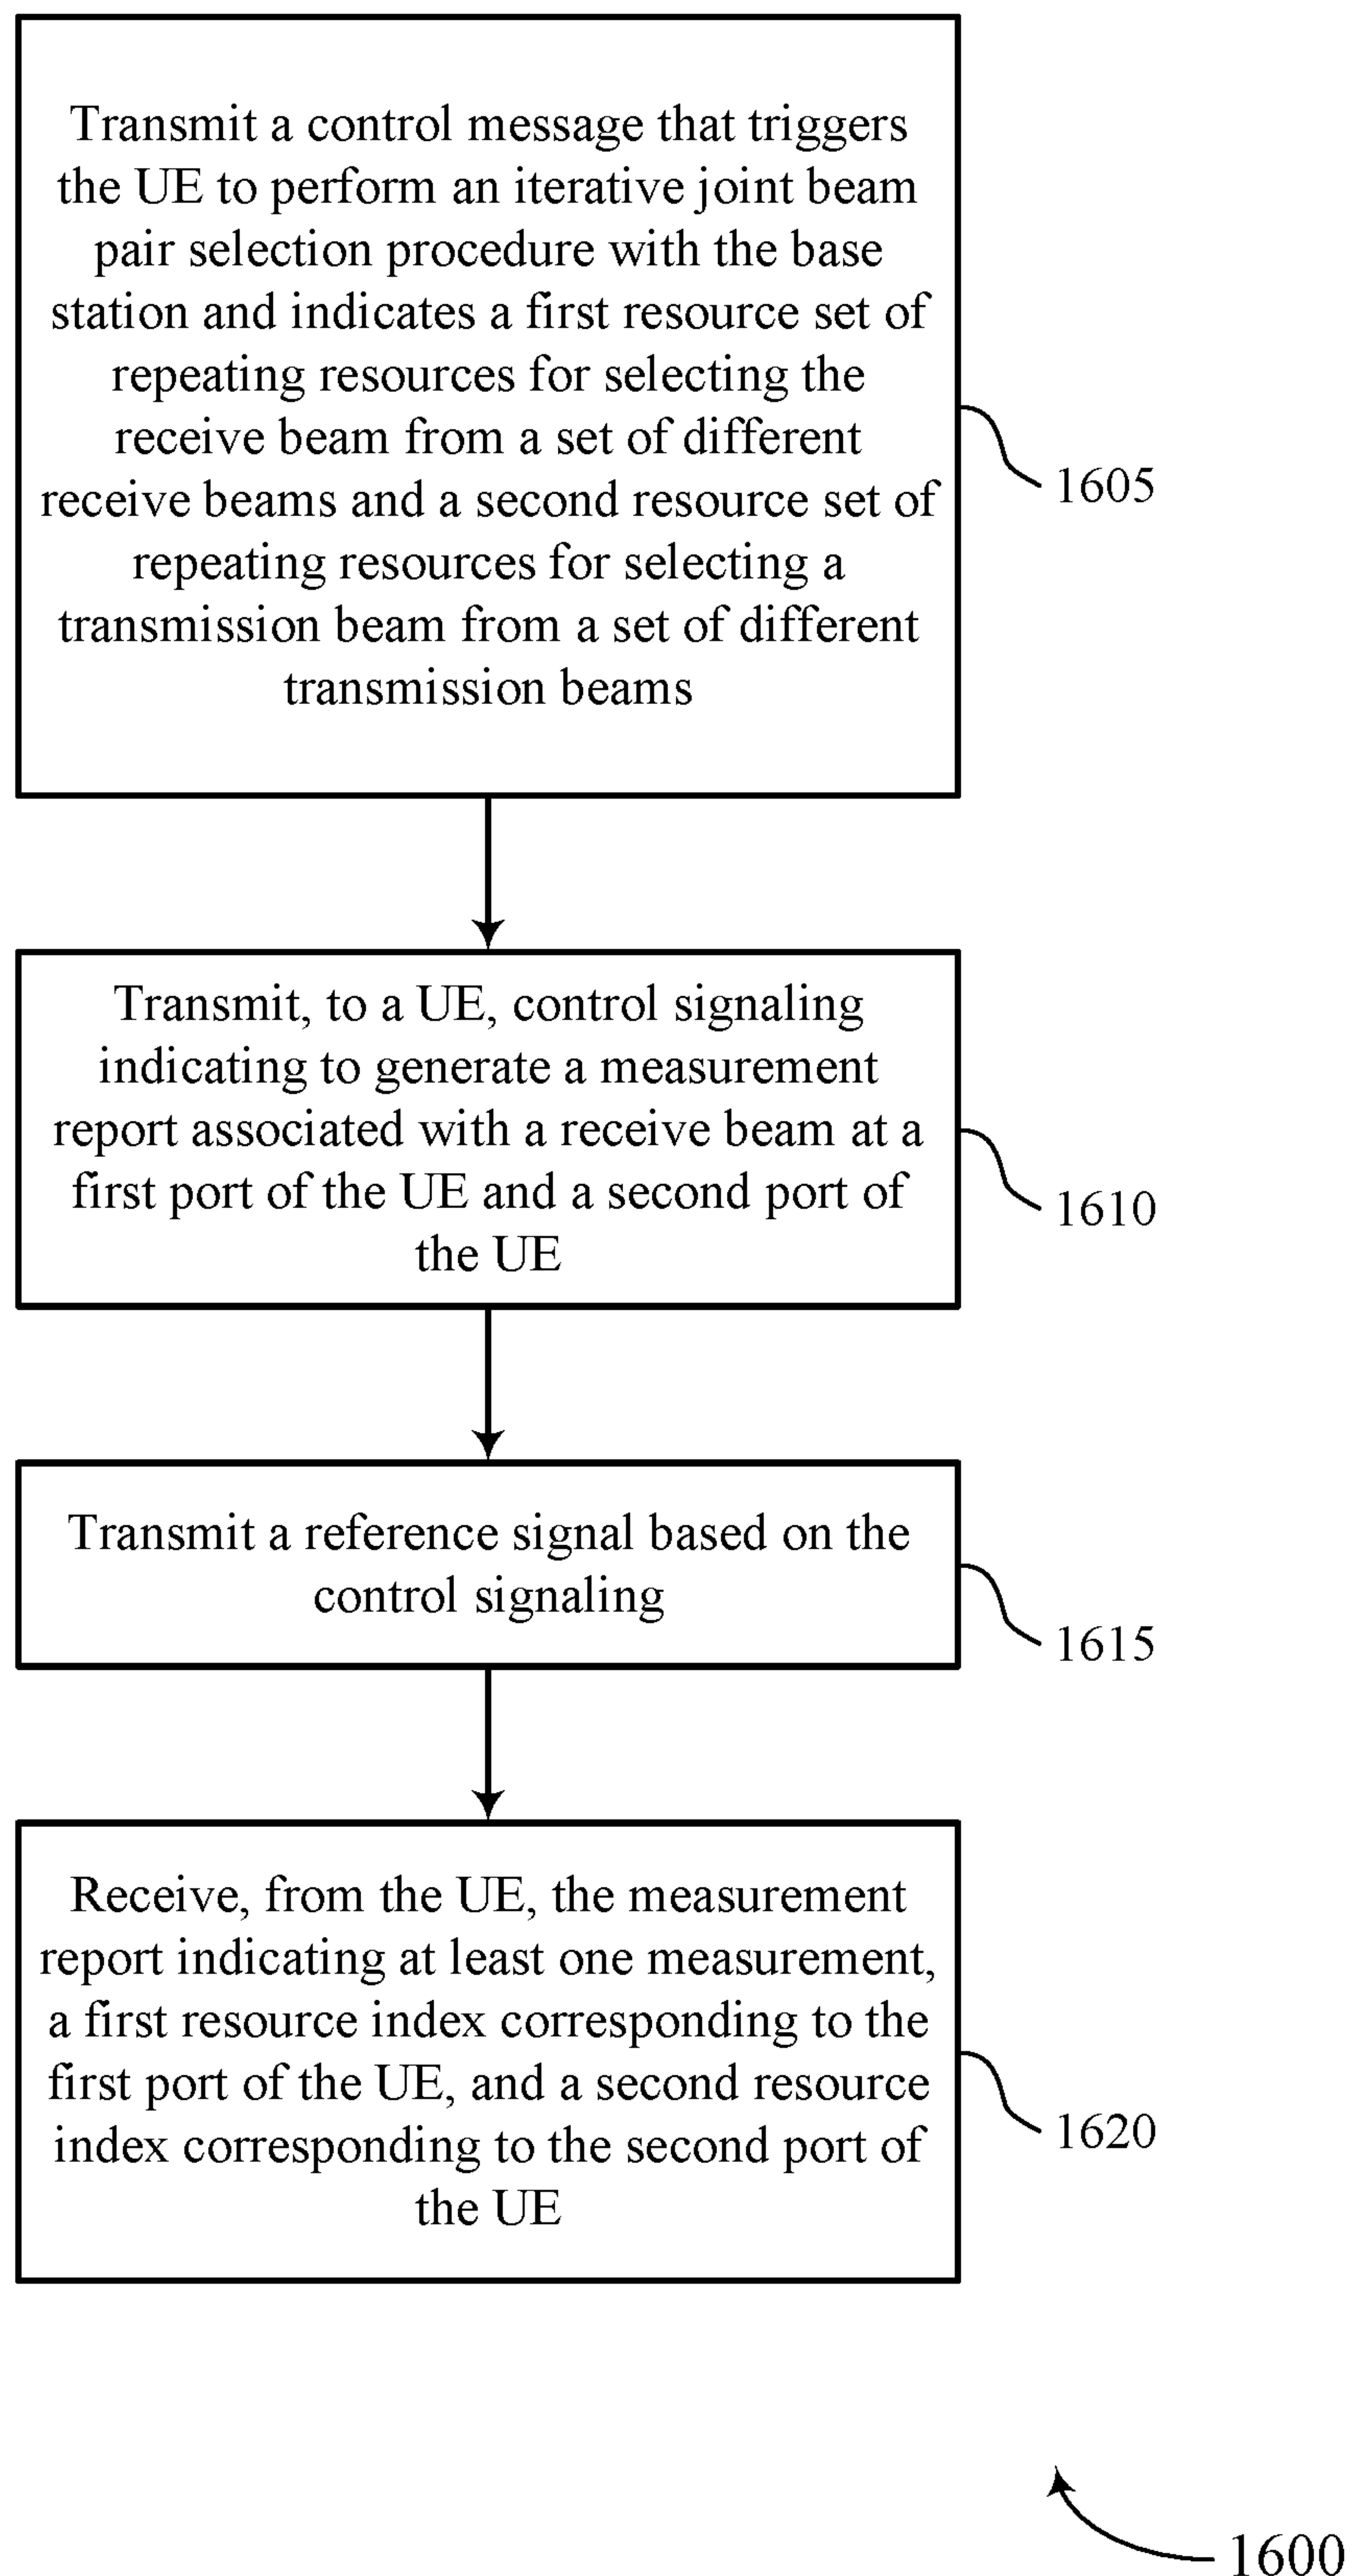 Transmit a control message that triggers
the UE to perform an iterative joint beam
pair selection procedure with the base
station and indicates a first resource set of
repeating resources for selecting the
receive beam from a set of different
receive beams and a second resource set of
repeating resources for selecting a
transmission beam from a set of different
transmission beams
1605
Transmit, to a UE, control signaling
indicating to generate a measurement
report associated with a receive beam at a
first port of the UE and a second port of
the UE
1610
Transmit a reference signal based on the
control signaling
1615
Receive, from the UE, the measurement
report indicating at least one measurement,
a first resource index corresponding to the
first port of the UE, and a second resource
index corresponding to the second port of
the UE
1620
1600